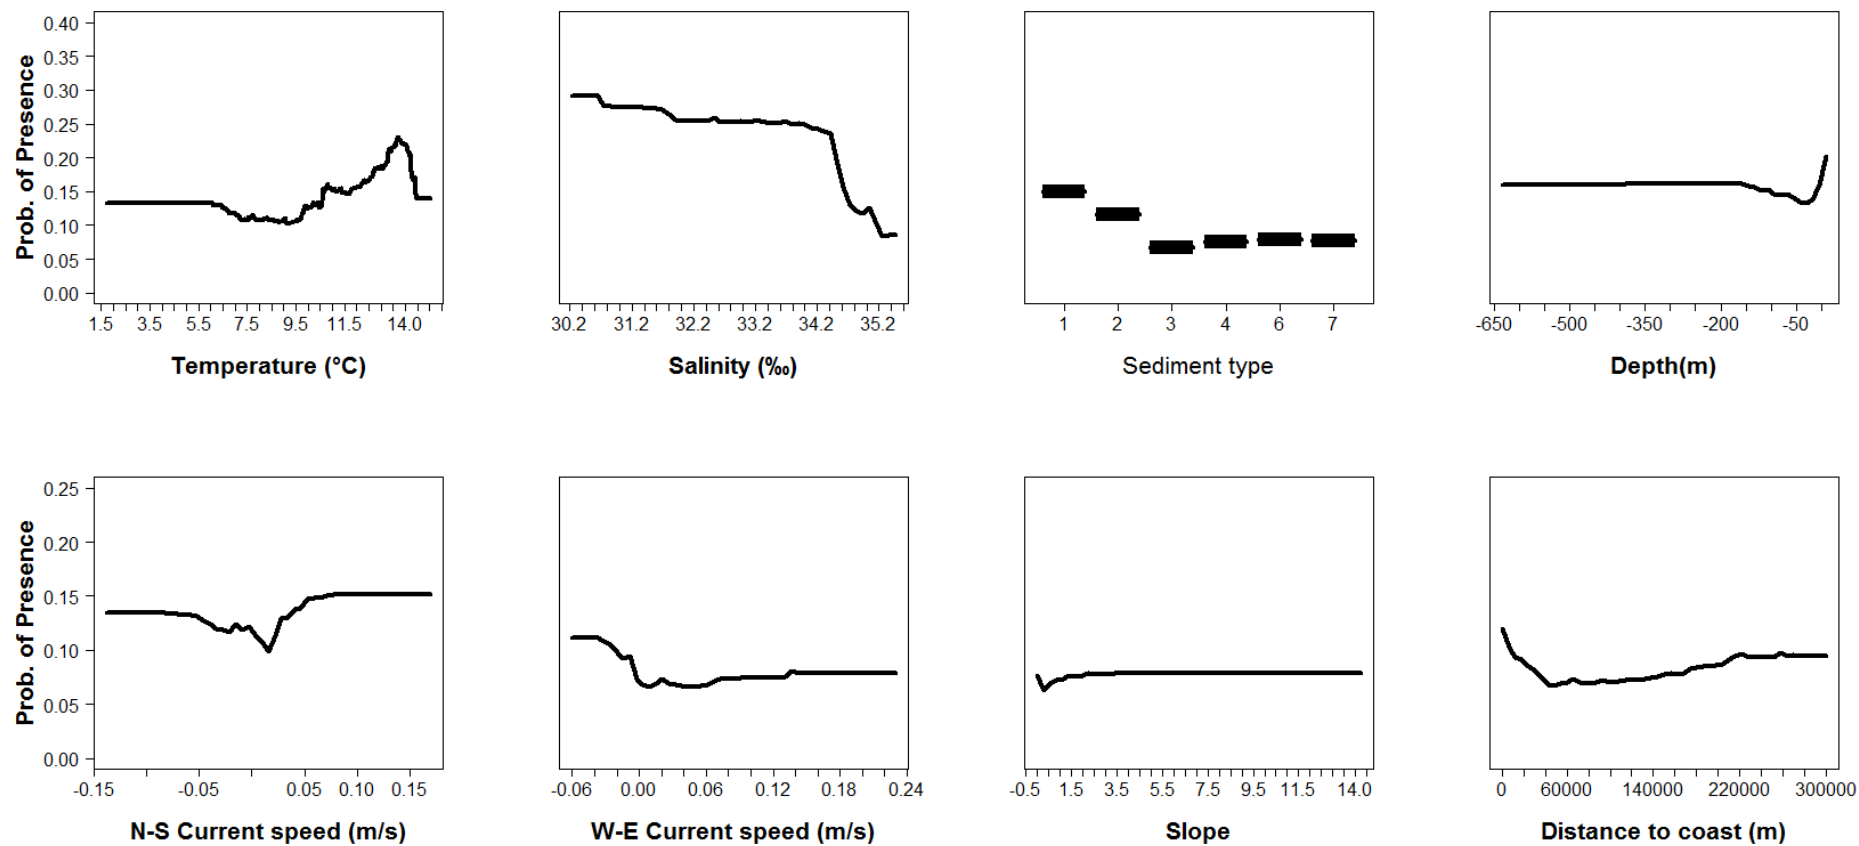 0.40
0.35
0.30
0.25
0.20
0.15
0.10
0.05
0.00
Prob. of Presence
1.5 3.5 5.5 7.5 9.5 11.5 14.0
Temperature (°C)
30.2 31.2 32.2 33.2 34.2 35.2
Salinity (‰)
1 2 3 4 6 7
Sediment type
-650 -500 -350 -200 -50
Depth(m)
0.25
0.20
0.15
0.10
0.05
0.00
Prob. of Presence
-0.15 -0.05 0.05 0.10 0.15
N-S Current speed (m/s)
-0.06 0.00 0.06 0.12 0.18 0.24
W-E Current speed (m/s)
-0.5 1.5 3.5 5.5 7.5 9.5 11.5 14.0
Slope
0 60000 140000 220000 300000
Distance to coast (m)